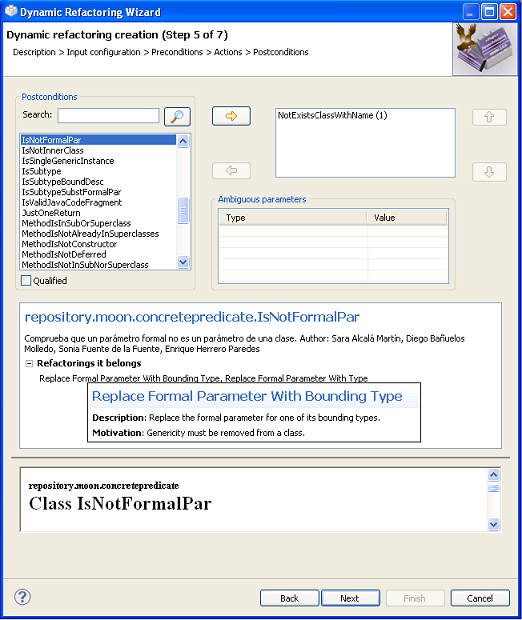 Dynamic Refactoring Wizard
Dynamic refactoring creation (Step 5 of 7)
Description > Input configuration > Preconditions > Actions > Postconditions
Postconditions
Search:
IsNotFormalPar
IsNotInnerClass
IsSingleGenericInstance
IsSubtype
IsSubtypeBoundDesc
IsSubtypeSubstFormalPar
IsValidJavaCodeFragment
JustOneReturn
MethodIsInSubOrSuperclass
MethodIsNotAlreadyInSuperclasses
MethodIsNotConstructor
MethodIsNotDeferred
MethodIsNotInSubNorSuperclass
Qualified
NotExistsClassWithName (1)
Ambiguous parameters
Type Value
repository.moon.concretepredicate.IsNotFormalPar
Comprueba que un parámetro formal no es un parámetro de una clase. Author: Sara Alcalá Martín, Diego Bañuelos
Molledo, Sonia Fuente de la Fuente, Enrique Herrero Paredes
Refactorings it belongs
Replace Formal Parameter With Bounding Type, Replace Formal Parameter With Type
Replace Formal Parameter With Bounding Type
Description: Replace the formal parameter for one of its bounding types.
Motivation: Genericity must be removed from a class.
repository.moon.concretepredicate
Class IsNotFormalPar
Back Next Finish Cancel